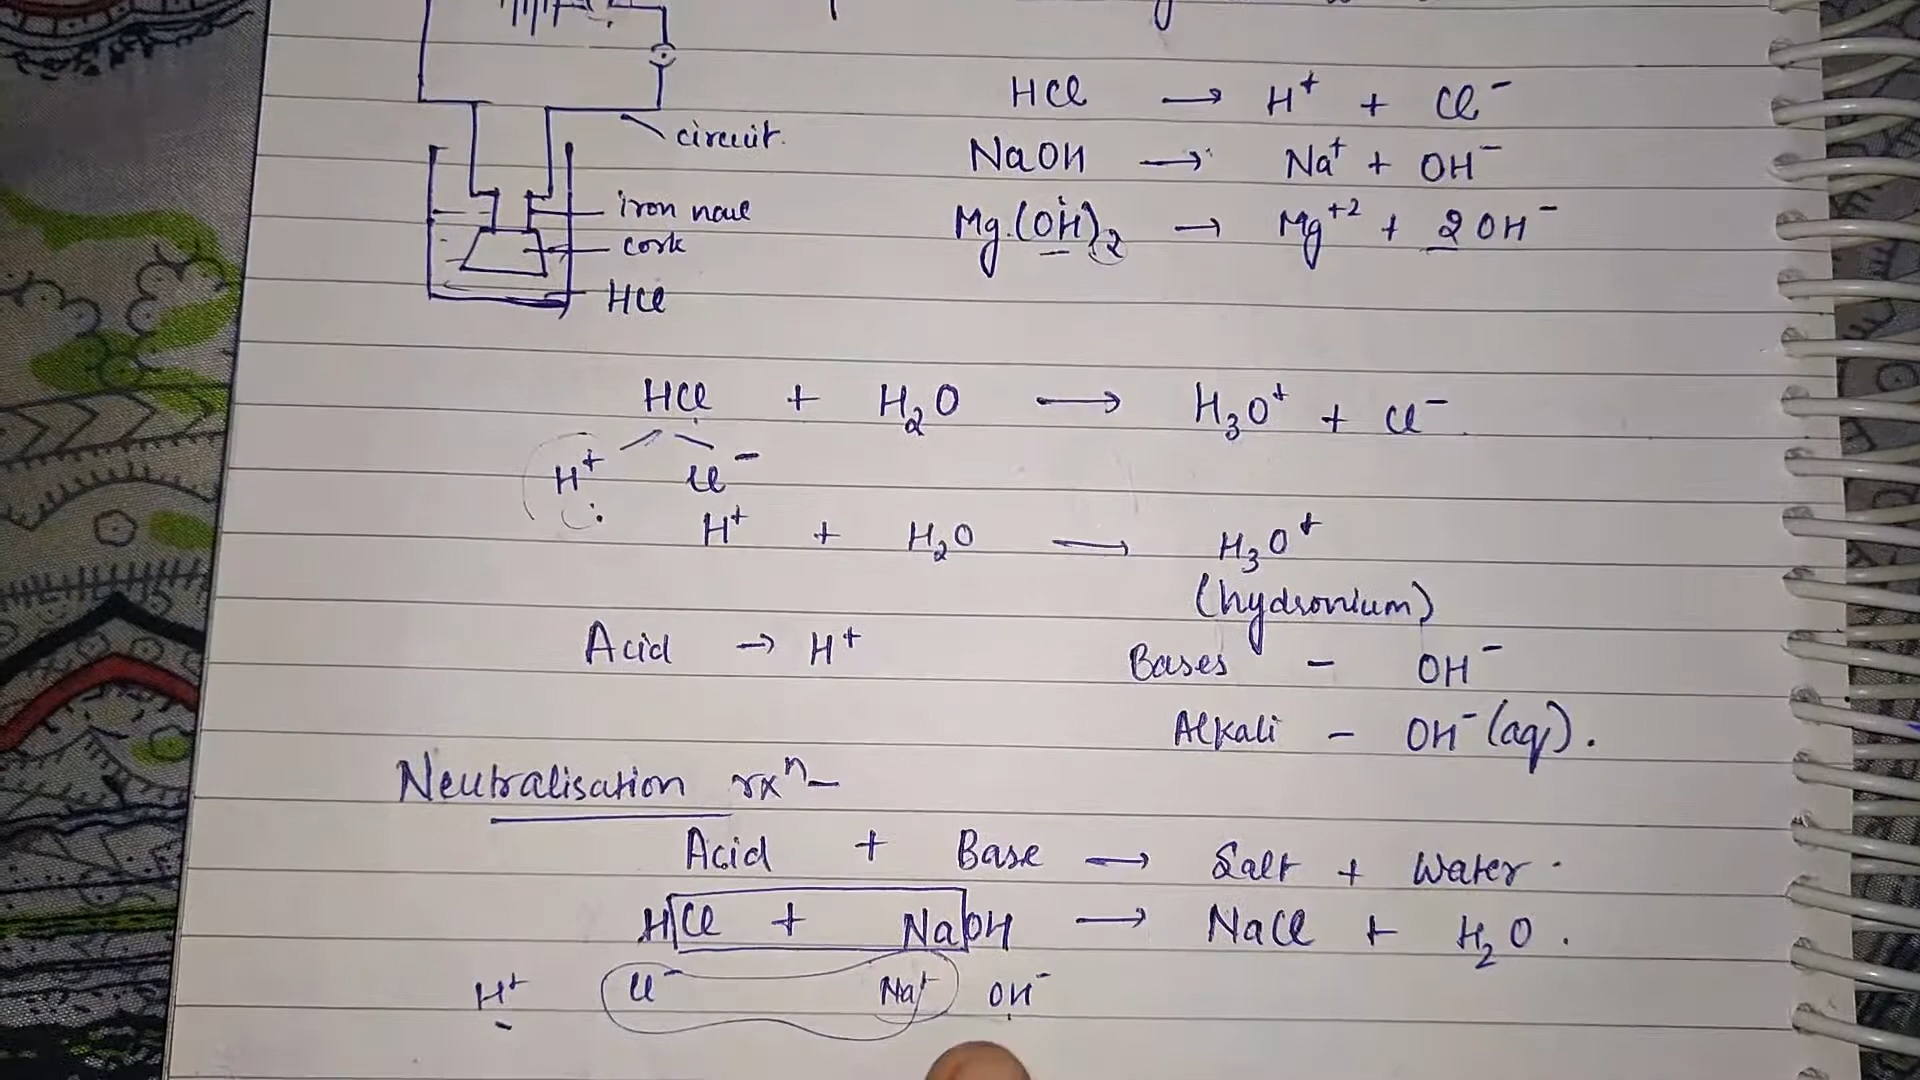 HCl → H⁺ + Cl⁻
circuit.
NaOH → Na⁺ + OH⁻
iron
Mg(OH)₂ → Mg⁺² + 2OH⁻
cork
HCl
HCl + H₂O → H₃O⁺ + Cl⁻
H⁺ Cl⁻
H⁺ + H₂O → H₃O⁺
(hydronium)
Acid → H⁺
Bases - OH⁻
Alkali - OH⁻(aq).
Neutralisation rxⁿ-
Acid + Base → Salt + Water.
HCl + NaOH → NaCl + H₂O.
H⁺ Cl⁻ Na⁺ OH⁻